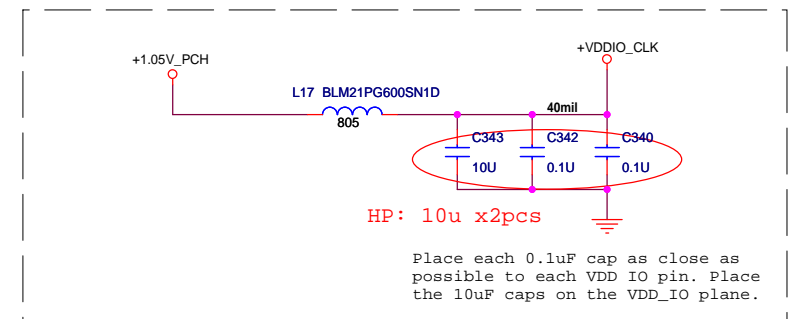 +1.05V_PCH
+VDDIO_CLK
L17 BLM21PG600SN1D
805
40mil
C343
C342
C340
10U
0.1U
0.1U
HP: 10u x2pcs
Place each 0.1uF cap as close as
possible to each VDD IO pin. Place
the 10uF caps on the VDD_IO plane.